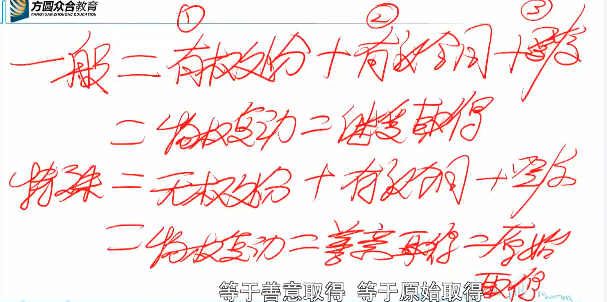 方圆众合教育
FANGYUAN ZHONGHE EDUCATION
① ② ③
一般=有权处分+有效合同+交付
=物权变动=继受取得
特殊=无权处分+有效合同+交付
=物权变动=善意取得=原始
取得
等于善意取得 等于原始取得